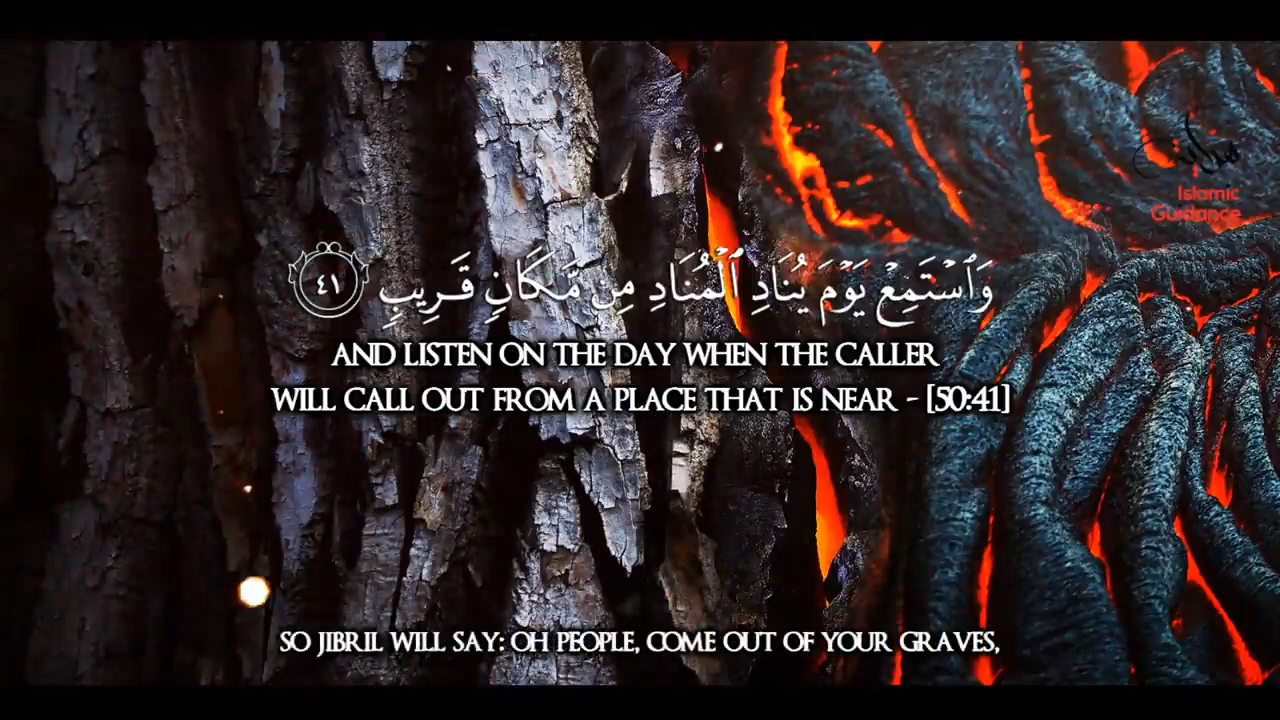 هداية
Islamic
Guidance
وَٱسْتَمِعْ يَوْمَ يُنَادِ ٱلْمُنَادِ مِن مَّكَانٍ قَرِيبٍ ٤١
AND LISTEN ON THE DAY WHEN THE CALLER
WILL CALL OUT FROM A PLACE THAT IS NEAR - [50:41]
SO JIBRIL WILL SAY: OH PEOPLE, COME OUT OF YOUR GRAVES,